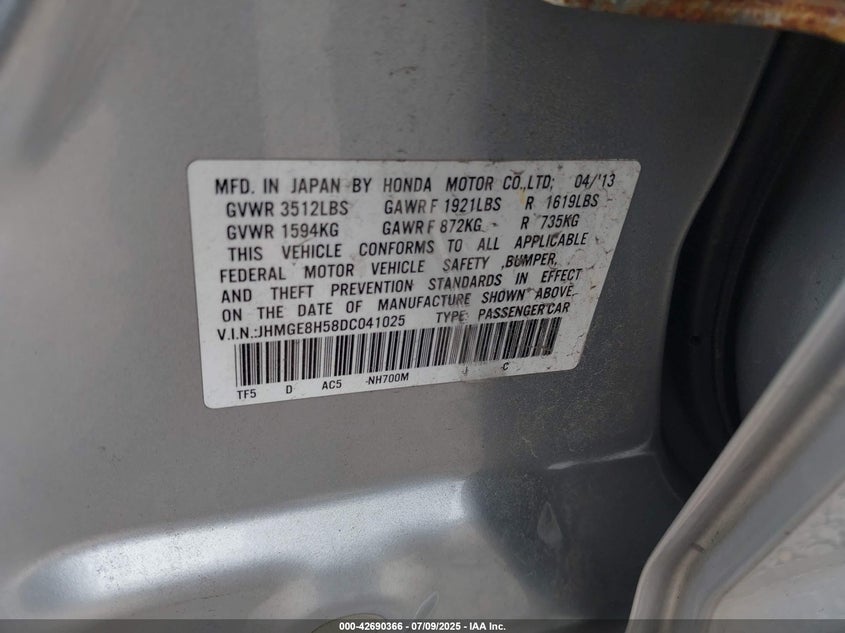 MFD. IN JAPAN BY HONDA MOTOR CO.,LTD; 04/'13
GVWR 3512LBS GAWR F 1921LBS R 1619LBS
GVWR 1594KG GAWR F 872KG R 735KG
THIS VEHICLE CONFORMS TO ALL APPLICABLE
FEDERAL MOTOR VEHICLE SAFETY ,BUMPER,
AND THEFT PREVENTION STANDARDS IN EFFECT
ON THE DATE OF MANUFACTURE SHOWN ABOVE.
V.I.N.:JHMGE8H58DC041025 TYPE: PASSENGER CAR
TF5 D AC5 -NH700M C
000-42690366 | 07/09/2025 - IAA Inc.